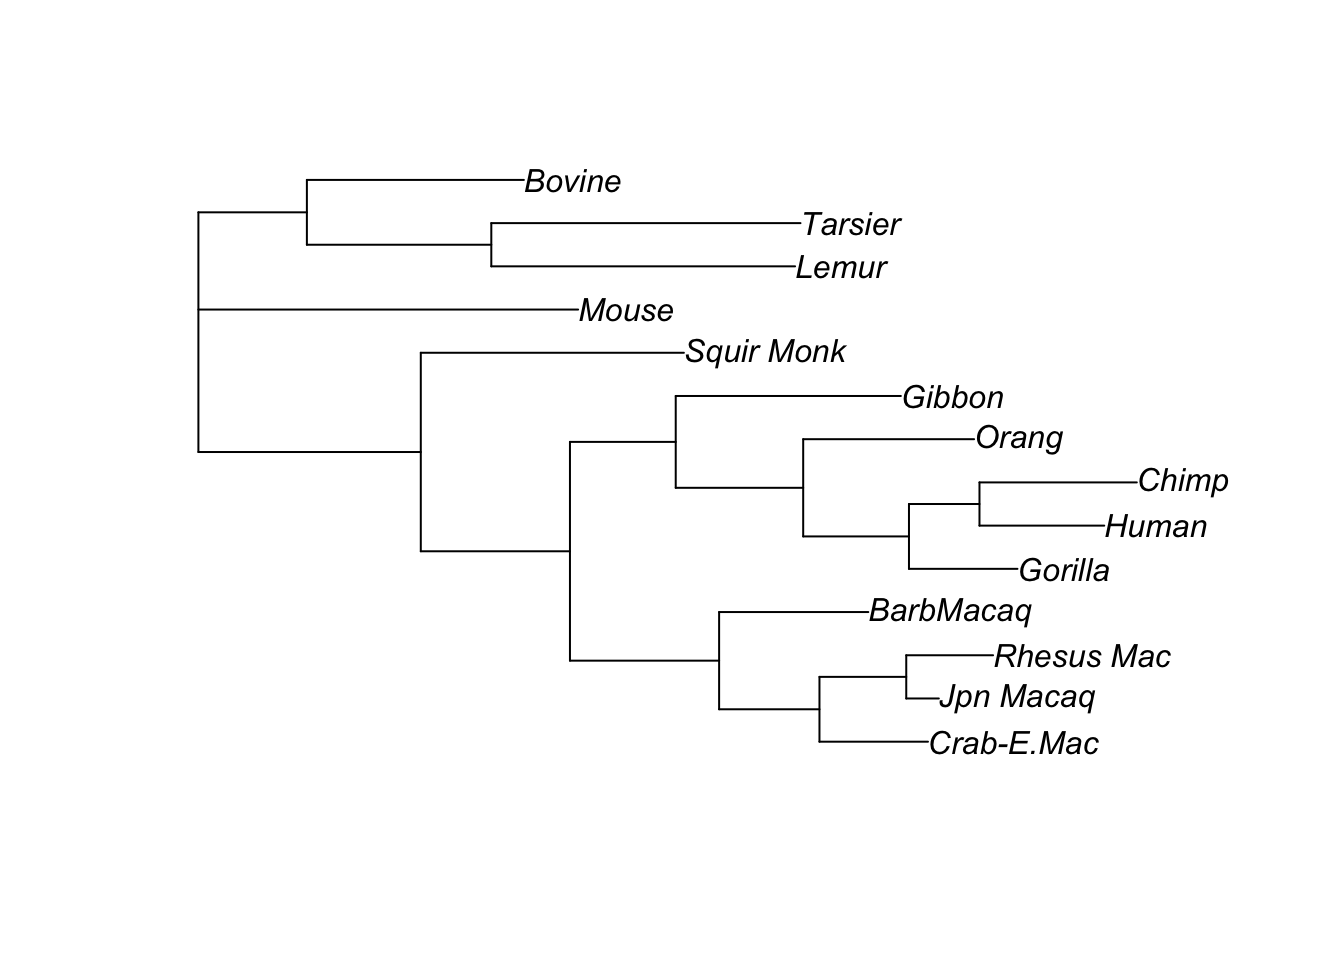 Bovine
Tarsier
Lemur
Mouse
Squir Monk
Gibbon
Orang
Chimp
Human
Gorilla
BarbMacaq
Rhesus Mac
Jpn Macaq
Crab-E.Mac